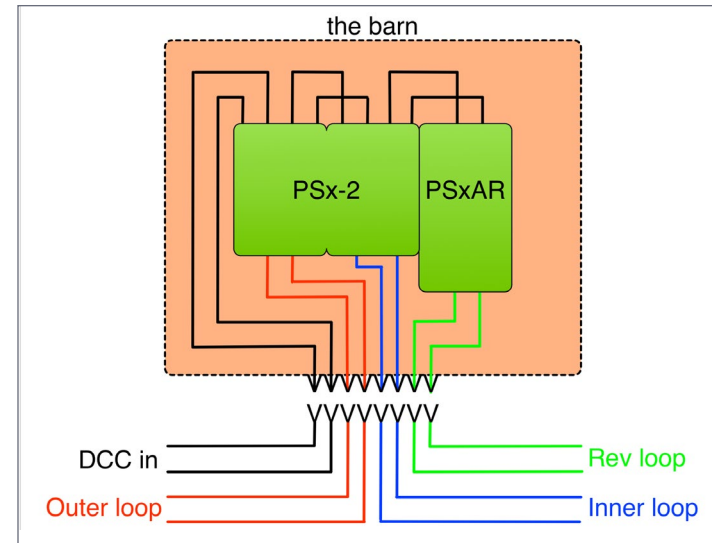 the barn
PSx-2
PSxAR
DCC in
Rev loop
Outer loop
Inner loop